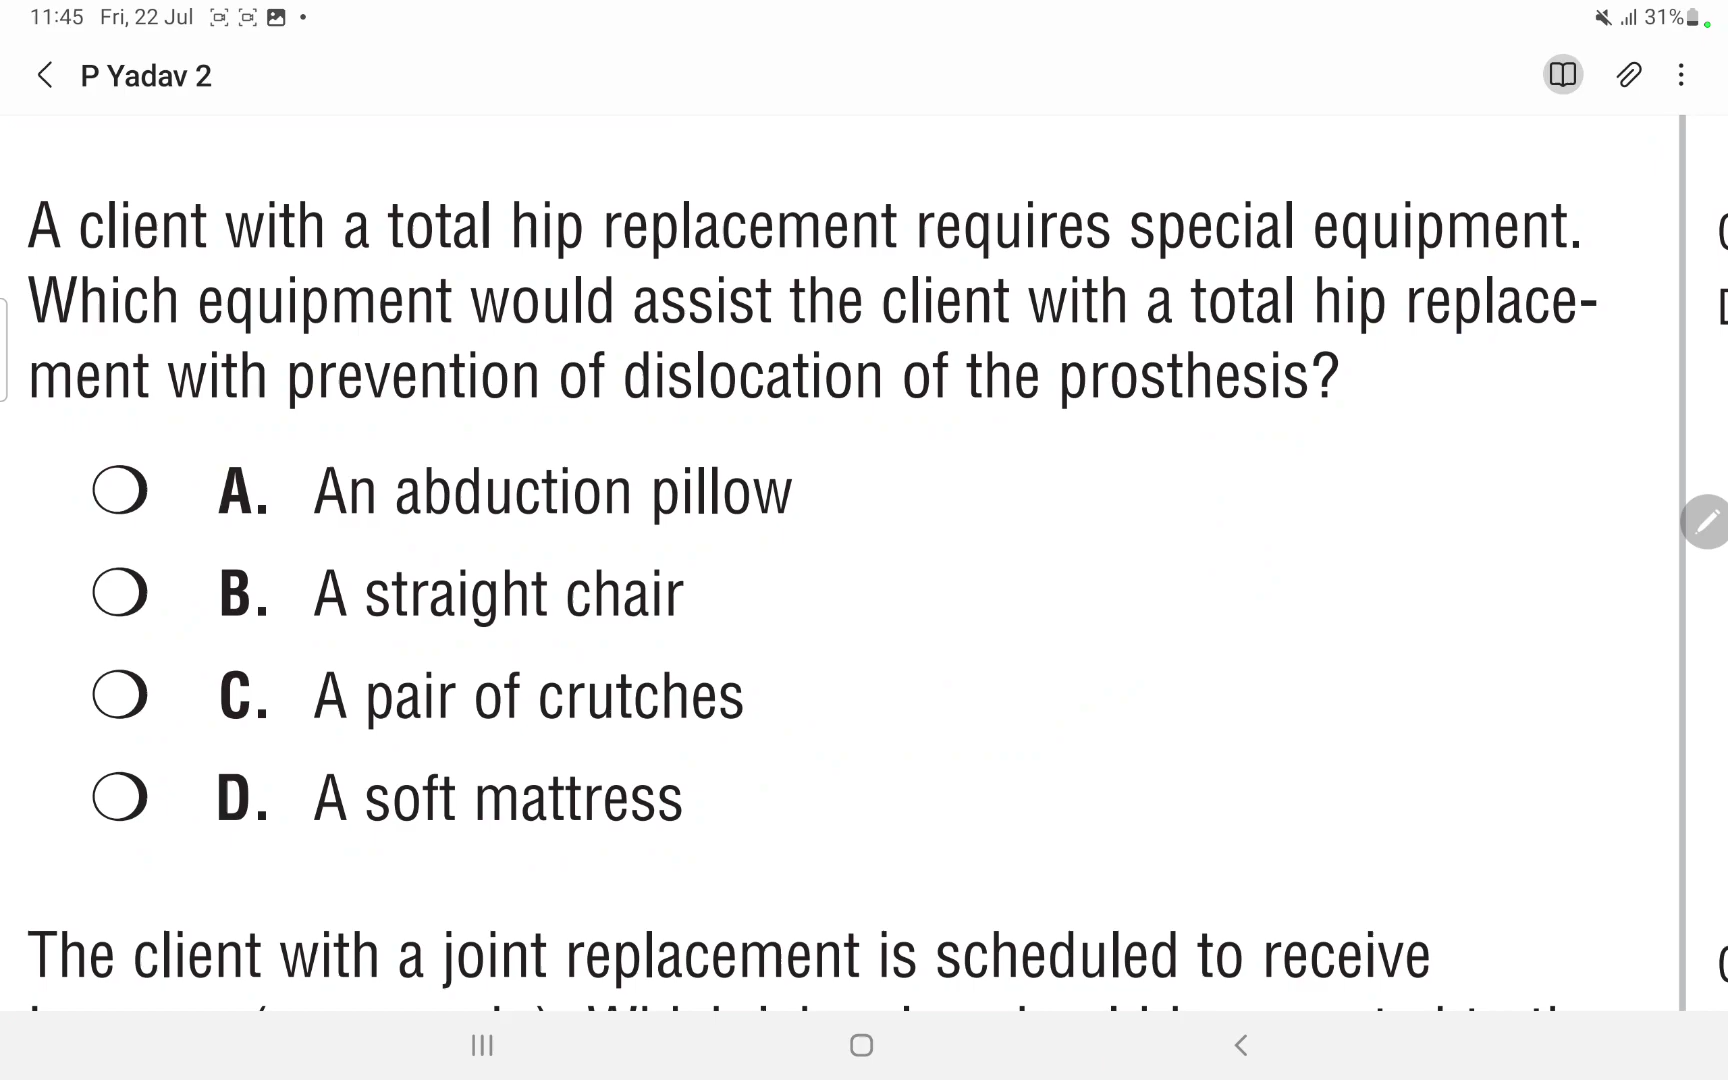 11:45 Fri, 22 Jul
31%
P Yadav 2
A client with a total hip replacement requires special equipment.
Which equipment would assist the client with a total hip replace-
ment with prevention of dislocation of the prosthesis?
A. An abduction pillow
B. A straight chair
C. A pair of crutches
D. A soft mattress
The client with a joint replacement is scheduled to receive